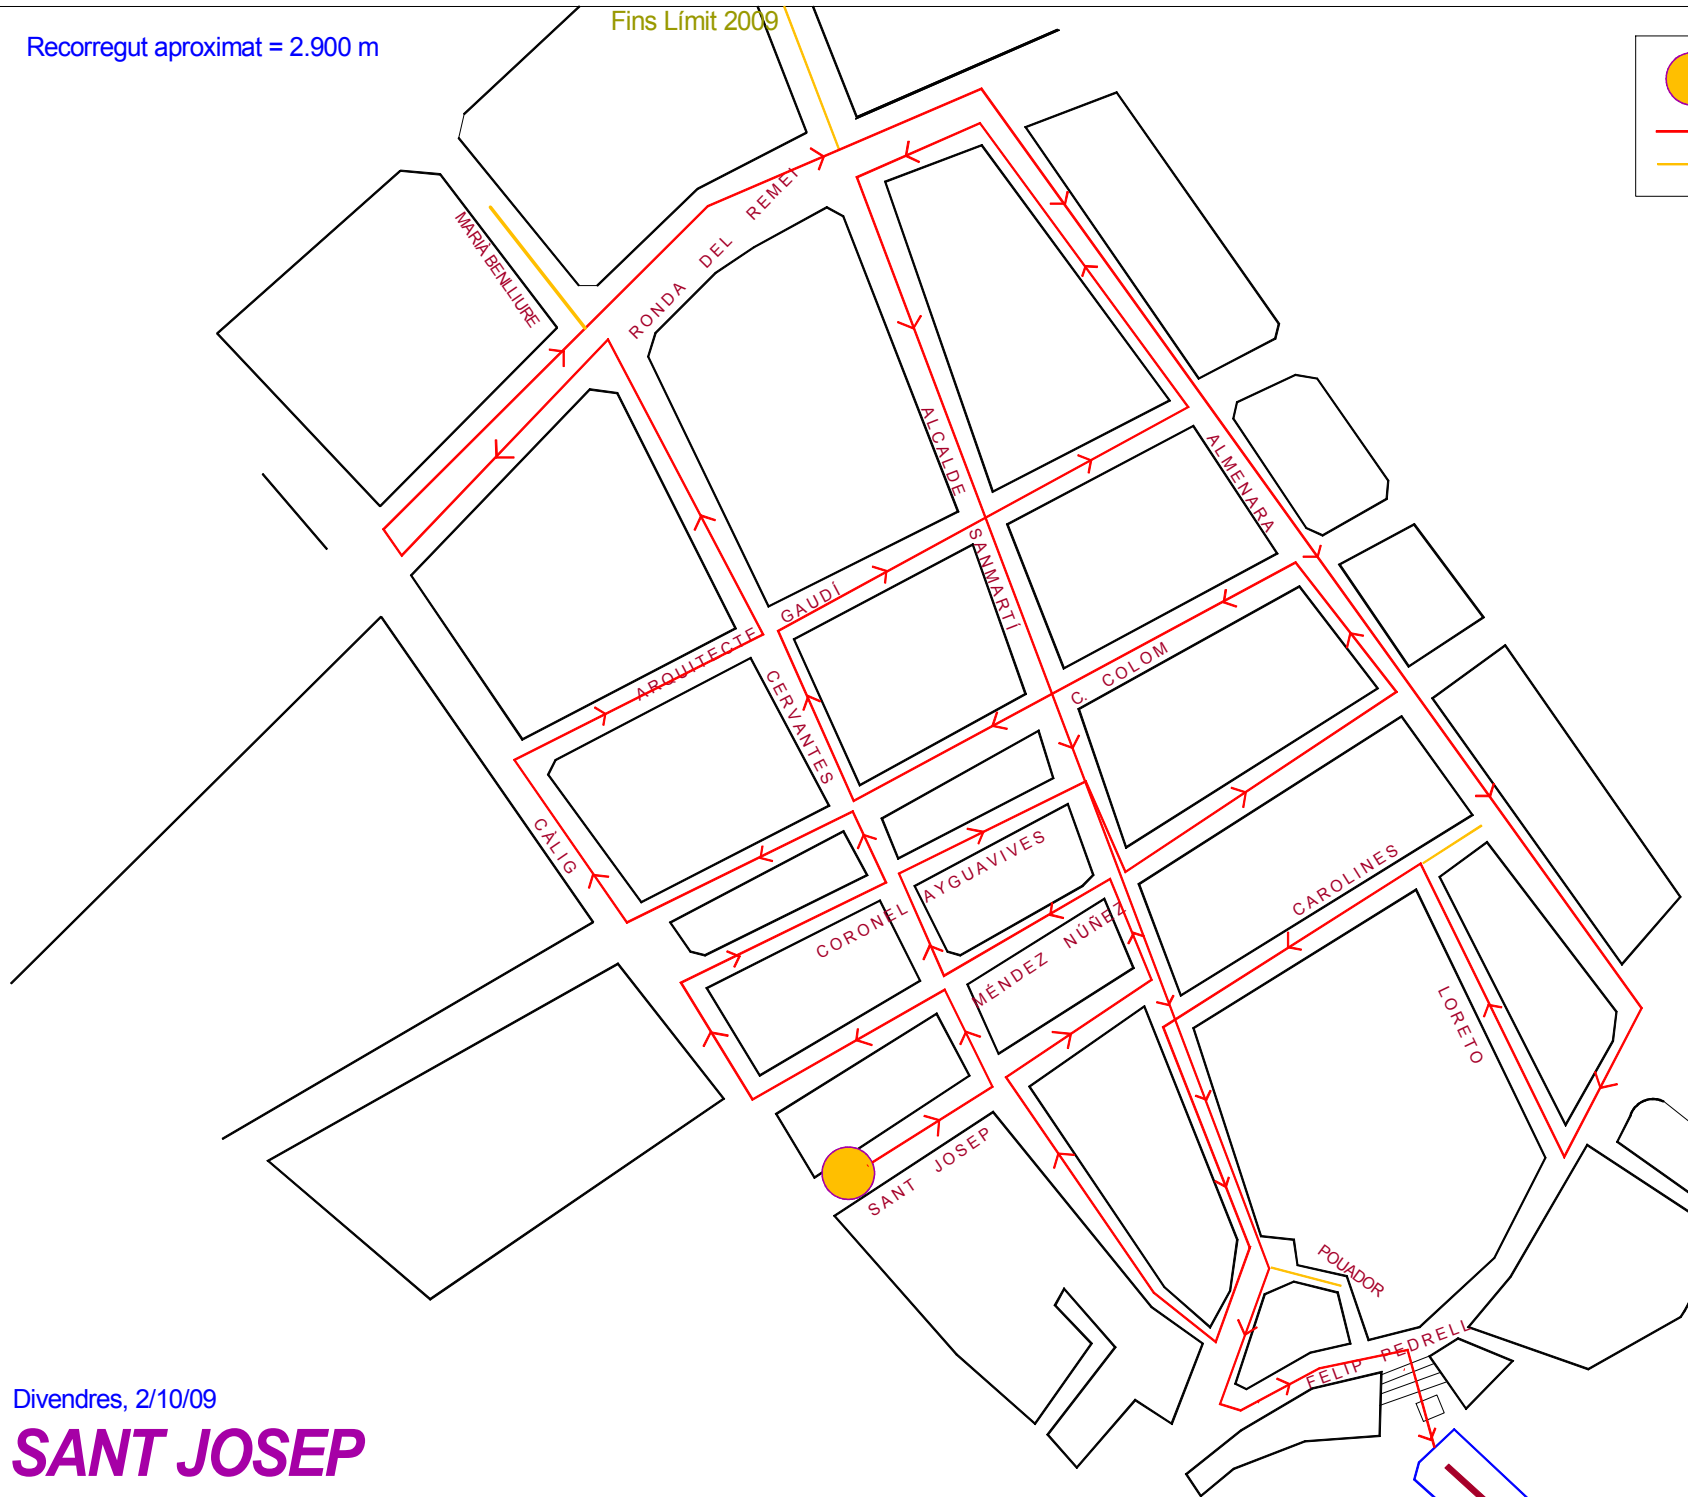 Fins Límit 2009
Recorregut aproximat = 2.900 m
MARIÀ BENLLIURE
RONDA DEL REMEI
ALCALDE SANMARTÍ
ALMENARA
ARQUITECTE GAUDÍ
CERVANTES
C. COLOM
CÀLIG
CORONEL AYGUAVIVES
CAROLINES
MÉNDEZ NÚÑEZ
LORETO
SANT JOSEP
POUADOR
FELIP PEDRELL
Divendres, 2/10/09
SANT JOSEP